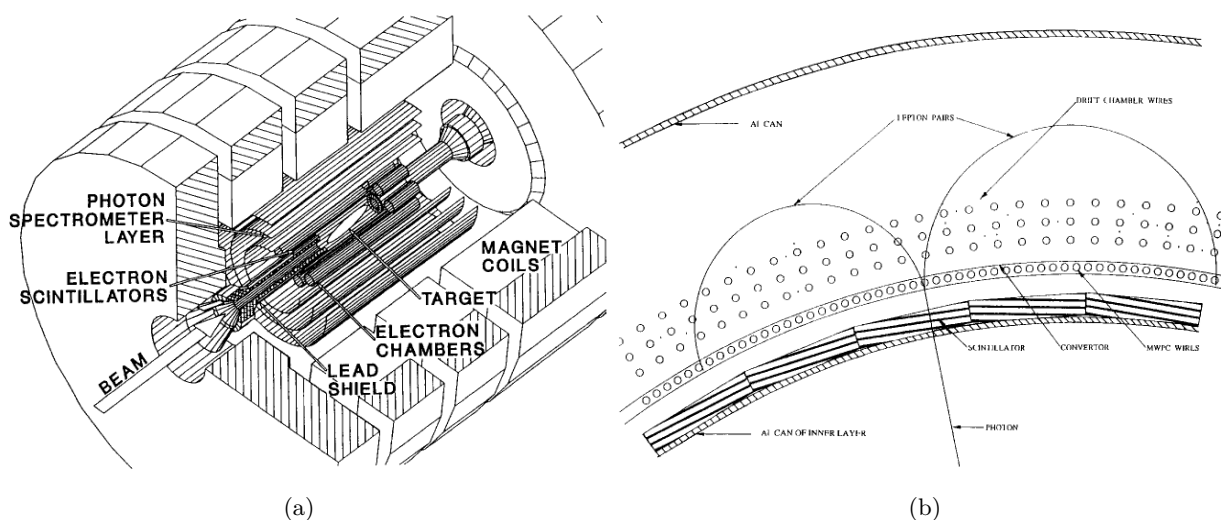 PHOTON
SPECTROMETER
LAYER
ELECTRON
SCINTILLATORS
BEAM
MAGNET
COILS
TARGET
ELECTRON
CHAMBERS
LEAD
SHIELD
(a)
DRIFT CHAMBER WIRES
LEPTON PAIRS
Al CAN
SCINTILLATOR
CONVERTOR
MWPC WIRES
Al CAN OF INNER LAYER
PHOTON
(b)